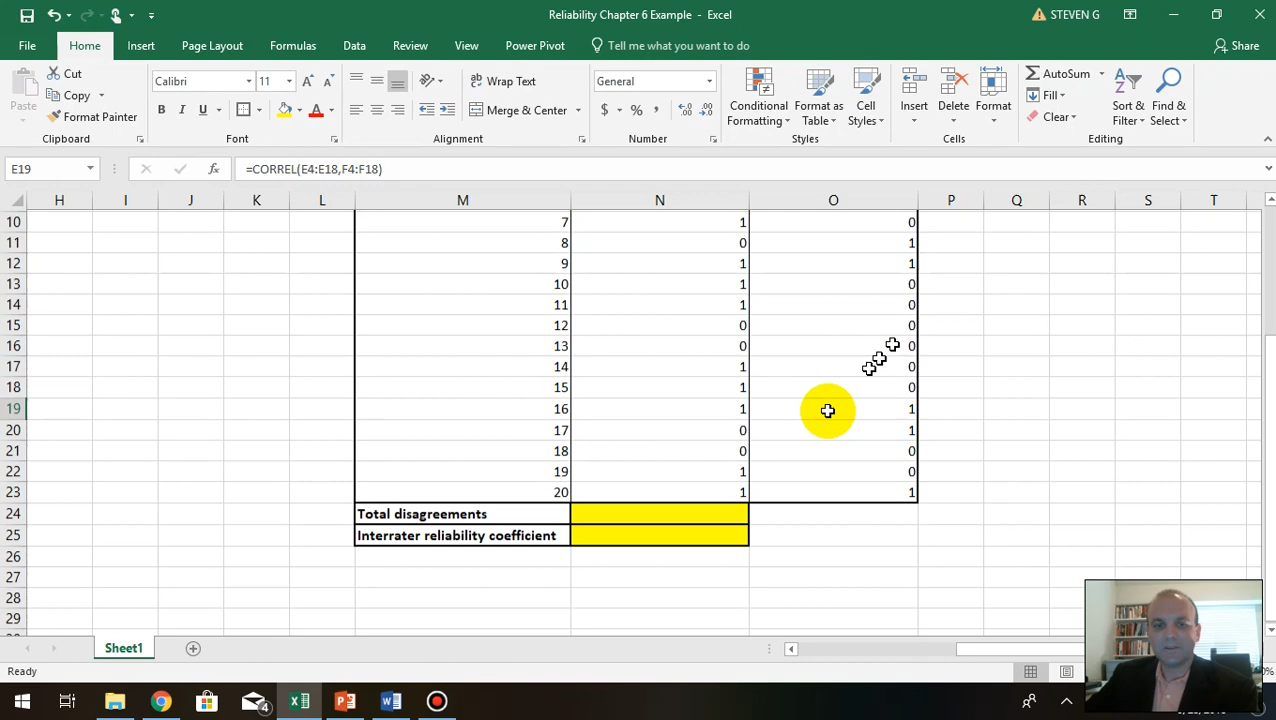 Reliability Chapter 6 Example - Excel
STEVEN G
File Home Insert Page Layout Formulas Data Review View Power Pivot Tell me what you want to do Share
Paste
Cut
Copy
Format Painter
Clipboard
Calibri 11 A A
B I U A
Font
ab
Wrap Text
Merge & Center
Alignment
General
$ % ,
Number
Conditional Formatting
Format as Table
Cell Styles
Styles
Insert
Delete
Format
Cells
AutoSum
Fill
Clear
Sort & Filter
Find & Select
Editing
E19 fx =CORREL(E4:E18,F4:F18)
H I J K L M N O P Q R S T
10 7 1 0
11 8 0 1
12 9 1 1
13 10 1 0
14 11 1 0
15 12 0 0
16 13 0 0
17 14 1 0
18 15 1 0
19 16 1 1
20 17 0 1
21 18 0 0
22 19 1 0
23 20 1 1
24 Total disagreements
25 Interrater reliability coefficient
26
27
28
29
Sheet1
Ready
4